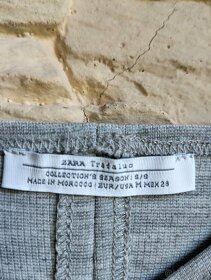 ZARA Trafaluc
COLLECTION'S SEASON: S/S
MADE IN MOROCCO / EUR/USA M MEX 28